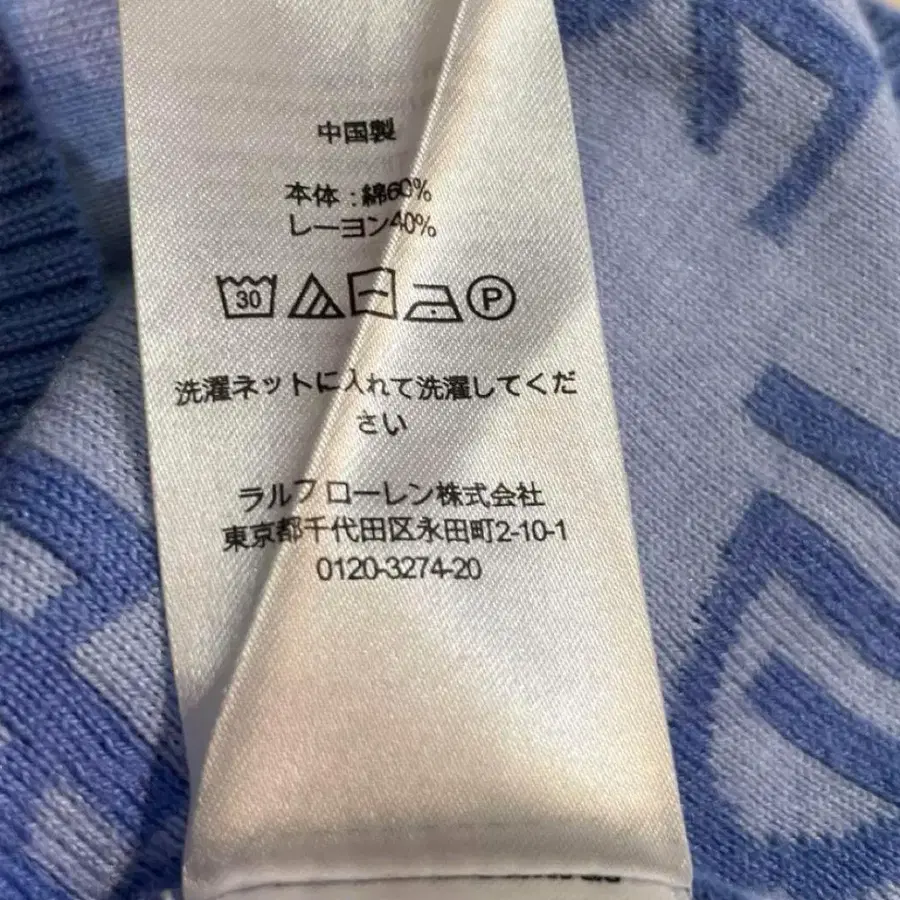 中国製
本体 : 綿60%
レーヨン40%
30
P
洗濯ネットに入れて洗濯してくだ
さい
ラルフ ローレン株式会社
東京都千代田区永田町2-10-1
0120-3274-20